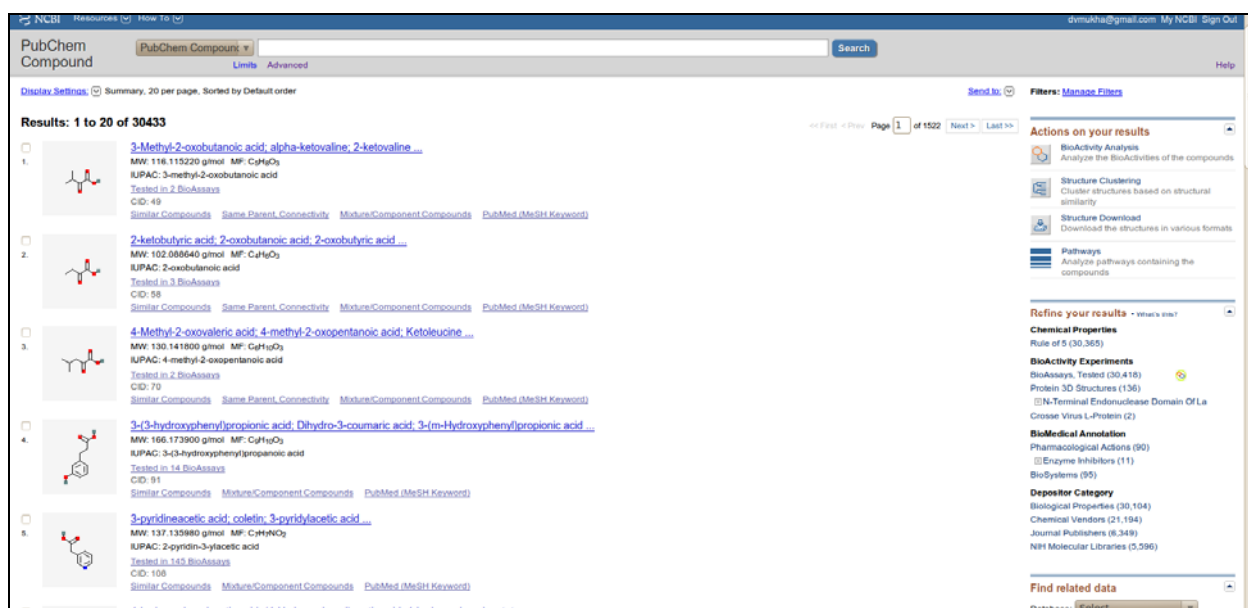 NCBI Resources How To dvmukha@gmail.com My NCBI Sign Out
PubChem Compound
PubChem Compound Search
Limits Advanced Help
Display Settings: Summary, 20 per page, Sorted by Default order Send to: Filters: Manage Filters
Results: 1 to 20 of 30433 << First < Prev Page 1 of 1522 Next > Last >>
1. 3-Methyl-2-oxobutanoic acid; alpha-ketovaline; 2-ketovaline ...
MW: 116.115220 g/mol MF: C₅H₈O₃
IUPAC: 3-methyl-2-oxobutanoic acid
Tested in 2 BioAssays
CID: 49
Similar Compounds Same Parent, Connectivity Mixture/Component Compounds PubMed (MeSH Keyword)
2. 2-ketobutyric acid; 2-oxobutanoic acid; 2-oxobutyric acid ...
MW: 102.088640 g/mol MF: C₄H₆O₃
IUPAC: 2-oxobutanoic acid
Tested in 3 BioAssays
CID: 58
Similar Compounds Same Parent, Connectivity Mixture/Component Compounds PubMed (MeSH Keyword)
3. 4-Methyl-2-oxovaleric acid; 4-methyl-2-oxopentanoic acid; Ketoleucine ...
MW: 130.141800 g/mol MF: C₆H₁₀O₃
IUPAC: 4-methyl-2-oxopentanoic acid
Tested in 2 BioAssays
CID: 70
Similar Compounds Same Parent, Connectivity Mixture/Component Compounds PubMed (MeSH Keyword)
4. 3-(3-hydroxyphenyl)propionic acid; Dihydro-3-coumaric acid; 3-(m-Hydroxyphenyl)propionic acid ...
MW: 166.173900 g/mol MF: C₉H₁₀O₃
IUPAC: 3-(3-hydroxyphenyl)propanoic acid
Tested in 14 BioAssays
CID: 91
Similar Compounds Mixture/Component Compounds PubMed (MeSH Keyword)
5. 3-pyridineacetic acid; coletin; 3-pyridylacetic acid ...
MW: 137.135980 g/mol MF: C₇H₇NO₂
IUPAC: 2-pyridin-3-ylacetic acid
Tested in 145 BioAssays
CID: 108
Similar Compounds Mixture/Component Compounds PubMed (MeSH Keyword)
Actions on your results
BioActivity Analysis
Analyze the BioActivities of the compounds
Structure Clustering
Cluster structures based on structural
similarity
Structure Download
Download the structures in various formats
Pathways
Analyze pathways containing the
compounds
Refine your results - What's this?
Chemical Properties
Rule of 5 (30,365)
BioActivity Experiments
BioAssays, Tested (30,418)
Protein 3D Structures (136)
N-Terminal Endonuclease Domain Of La
Crosse Virus L-Protein (2)
BioMedical Annotation
Pharmacological Actions (90)
Enzyme Inhibitors (11)
BioSystems (95)
Depositor Category
Biological Properties (30,104)
Chemical Vendors (21,194)
Journal Publishers (6,349)
NIH Molecular Libraries (5,596)
Find related data
Database: Select